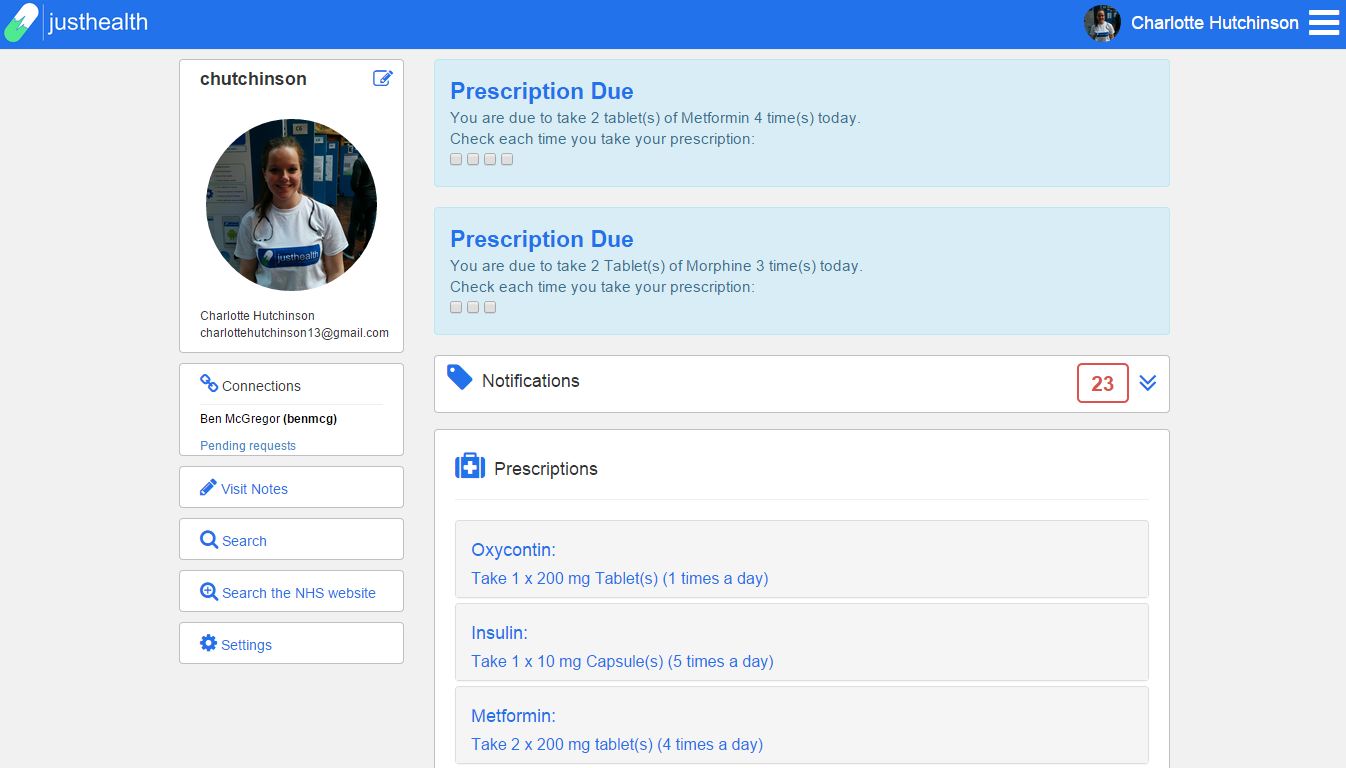 justhealth
Charlotte Hutchinson
chutchinson
justhealth
Charlotte Hutchinson
charlottehutchinson13@gmail.com
Connections
Ben McGregor (benmcg)
Pending requests
Visit Notes
Search
Search the NHS website
Settings
Prescription Due
You are due to take 2 tablet(s) of Metformin 4 time(s) today.
Check each time you take your prescription:
Prescription Due
You are due to take 2 Tablet(s) of Morphine 3 time(s) today.
Check each time you take your prescription:
Notifications 23
Prescriptions
Oxycontin:
Take 1 x 200 mg Tablet(s) (1 times a day)
Insulin:
Take 1 x 10 mg Capsule(s) (5 times a day)
Metformin:
Take 2 x 200 mg tablet(s) (4 times a day)